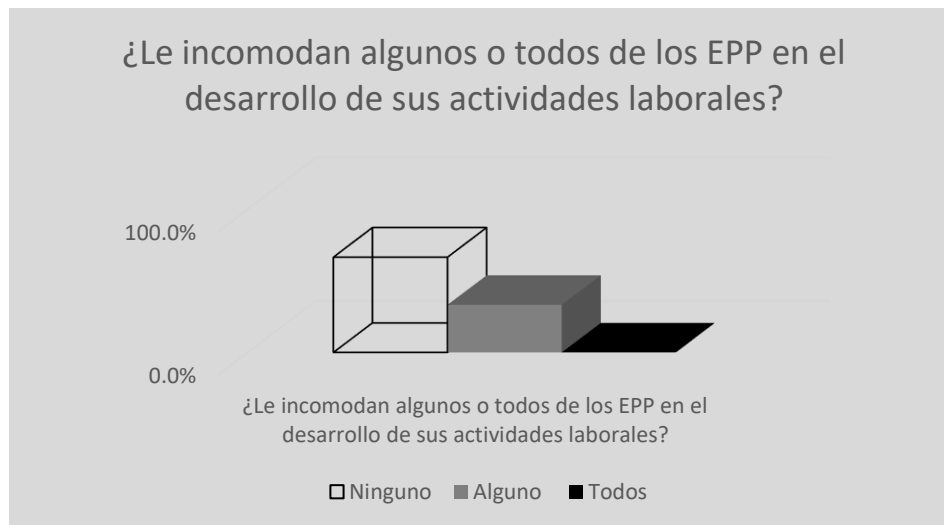 ¿Le incomodan algunos o todos de los EPP en el
desarrollo de sus actividades laborales?
100.0%
0.0%
¿Le incomodan algunos o todos de los EPP en el
desarrollo de sus actividades laborales?
Ninguno Alguno Todos